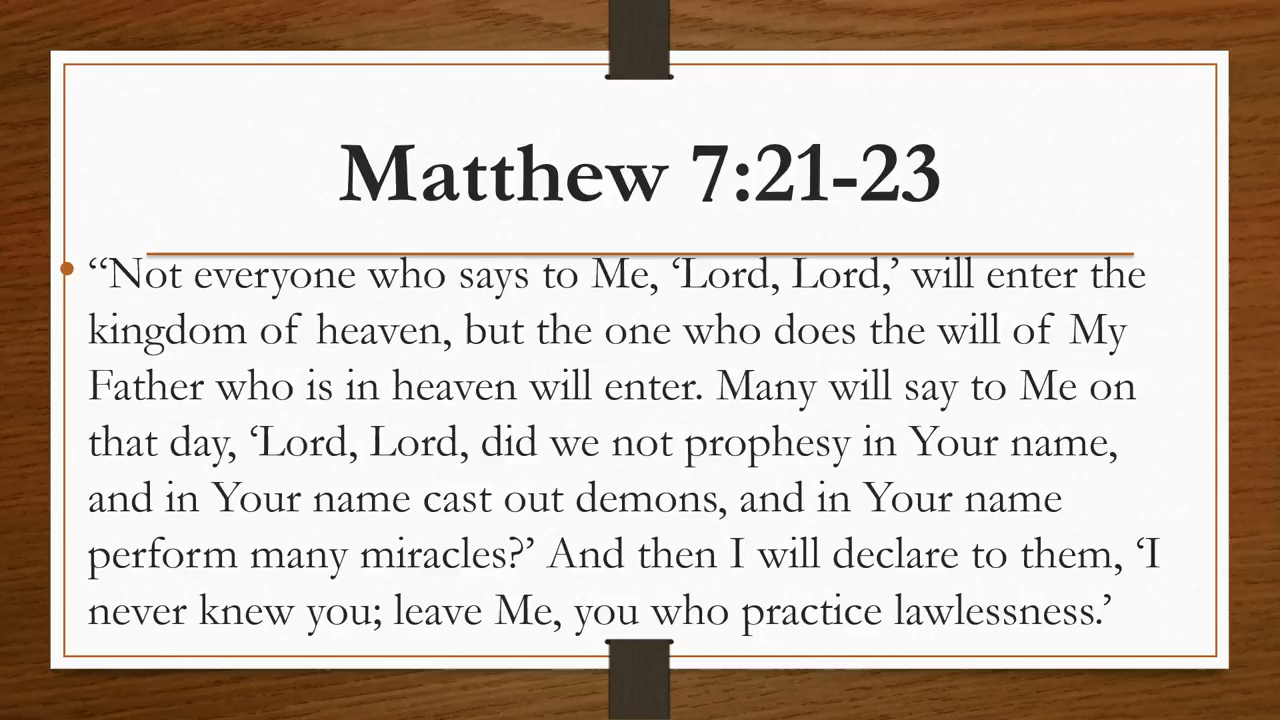 Matthew 7:21-23
• “Not everyone who says to Me, ‘Lord, Lord,’ will enter the
kingdom of heaven, but the one who does the will of My
Father who is in heaven will enter. Many will say to Me on
that day, ‘Lord, Lord, did we not prophesy in Your name,
and in Your name cast out demons, and in Your name
perform many miracles?’ And then I will declare to them, ‘I
never knew you; leave Me, you who practice lawlessness.’